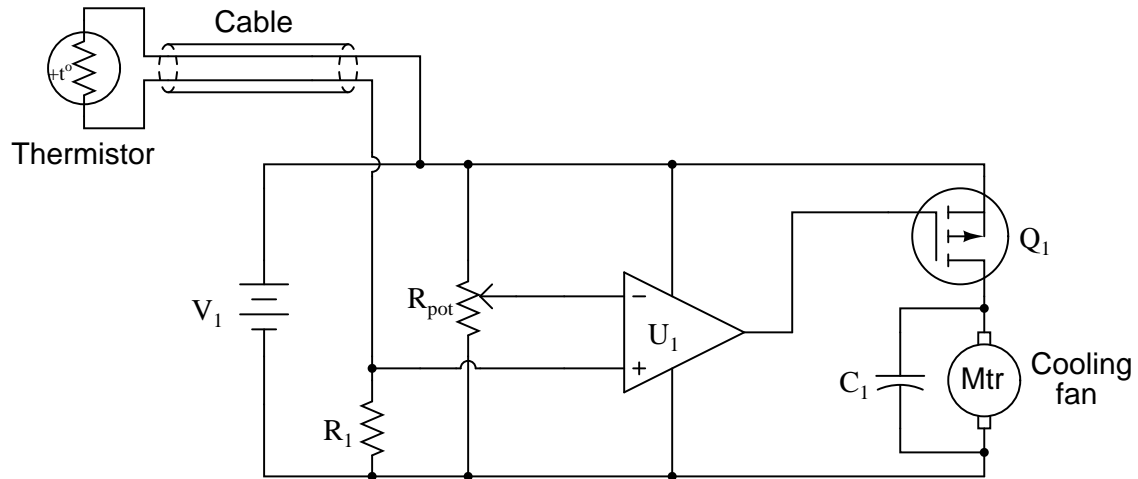 Cable
+t°
Thermistor
V1
Rpot
R1
−
U1
+
Q1
C1
Mtr
Cooling
fan